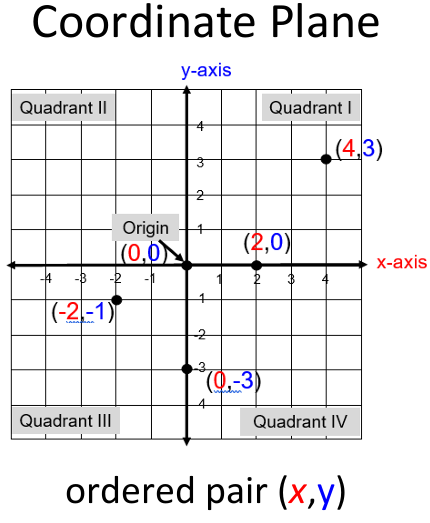 Coordinate Plane
y-axis
Quadrant II
Quadrant I
4
(4,3)
3
2
Origin
1
(0,0)
(2,0)
x-axis
-4 -3 -2 -1 1 2 3 4
1
(-2,-1)
-2
-3
(0,-3)
4
Quadrant III
Quadrant IV
ordered pair (x,y)